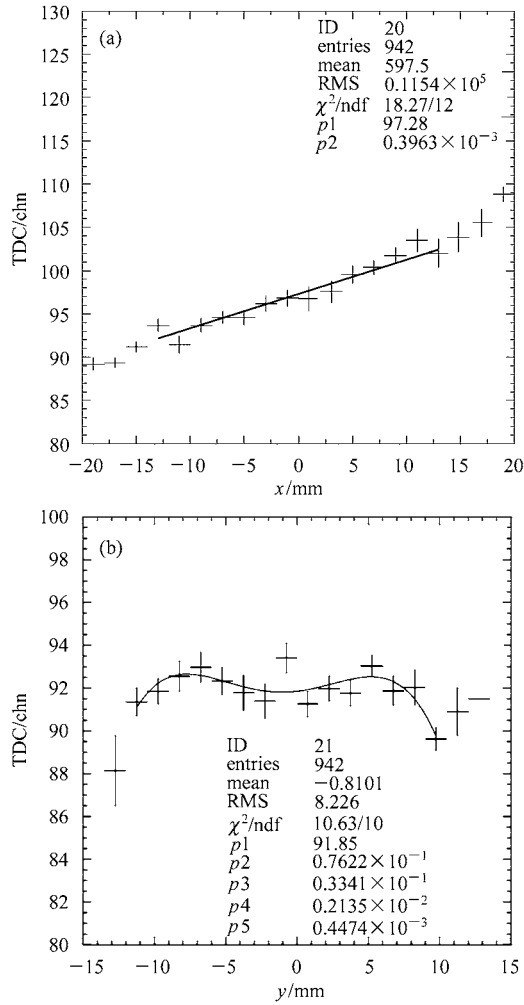 130
(a)
ID 20
entries 942
mean 597.5
RMS 0.1154 × 10⁵
χ²/ndf 18.27/12
p1 97.28
p2 0.3963 × 10⁻³
125
120
115
110
105
100
95
90
85
80
TDC/chn
−20 −15 −10 −5 0 5 10 15 20
x/mm
100
(b)
98
96
94
92
90
88
86
84
82
80
TDC/chn
ID 21
entries 942
mean −0.8101
RMS 8.226
χ²/ndf 10.63/10
p1 91.85
p2 0.7622 × 10⁻¹
p3 0.3341 × 10⁻¹
p4 0.2135 × 10⁻²
p5 0.4474 × 10⁻³
−15 −10 −5 0 5 10 15
y/mm